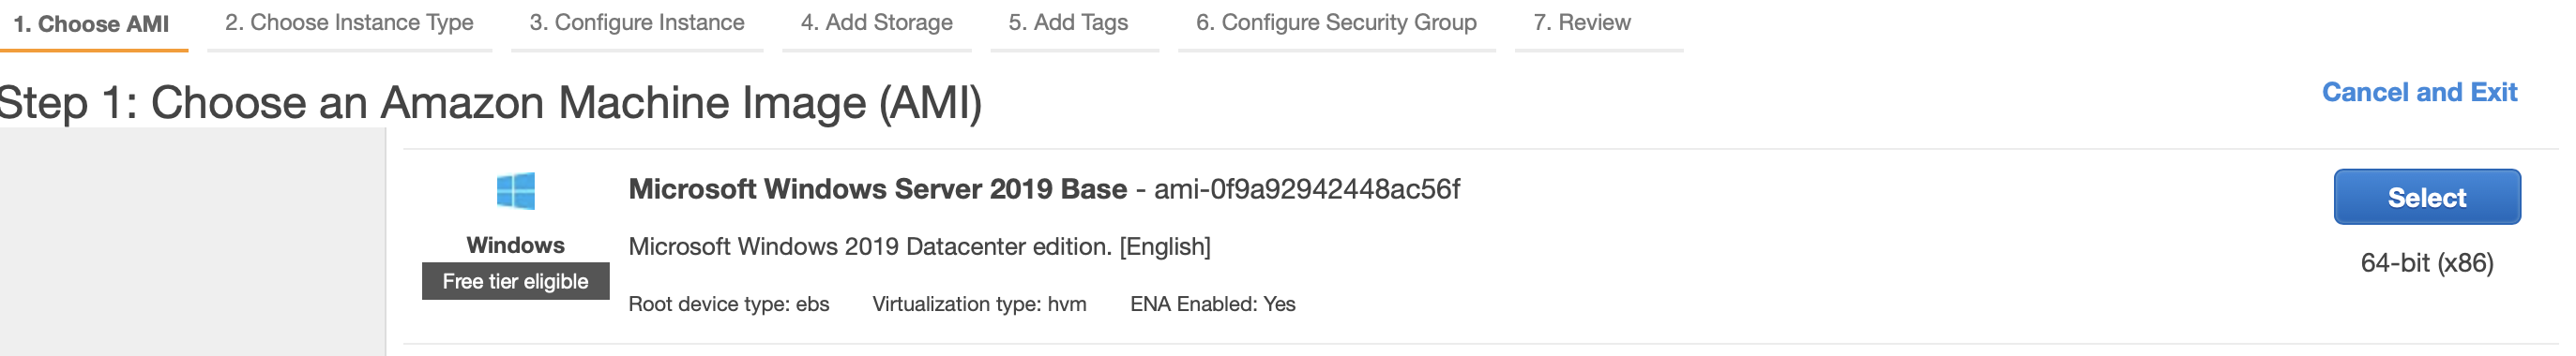 1. Choose AMI 2. Choose Instance Type 3. Configure Instance 4. Add Storage 5. Add Tags 6. Configure Security Group 7. Review
Step 1: Choose an Amazon Machine Image (AMI)
Cancel and Exit
Windows
Free tier eligible
Microsoft Windows Server 2019 Base - ami-0f9a92942448ac56f
Microsoft Windows 2019 Datacenter edition. [English]
Root device type: ebs Virtualization type: hvm ENA Enabled: Yes
Select
64-bit (x86)